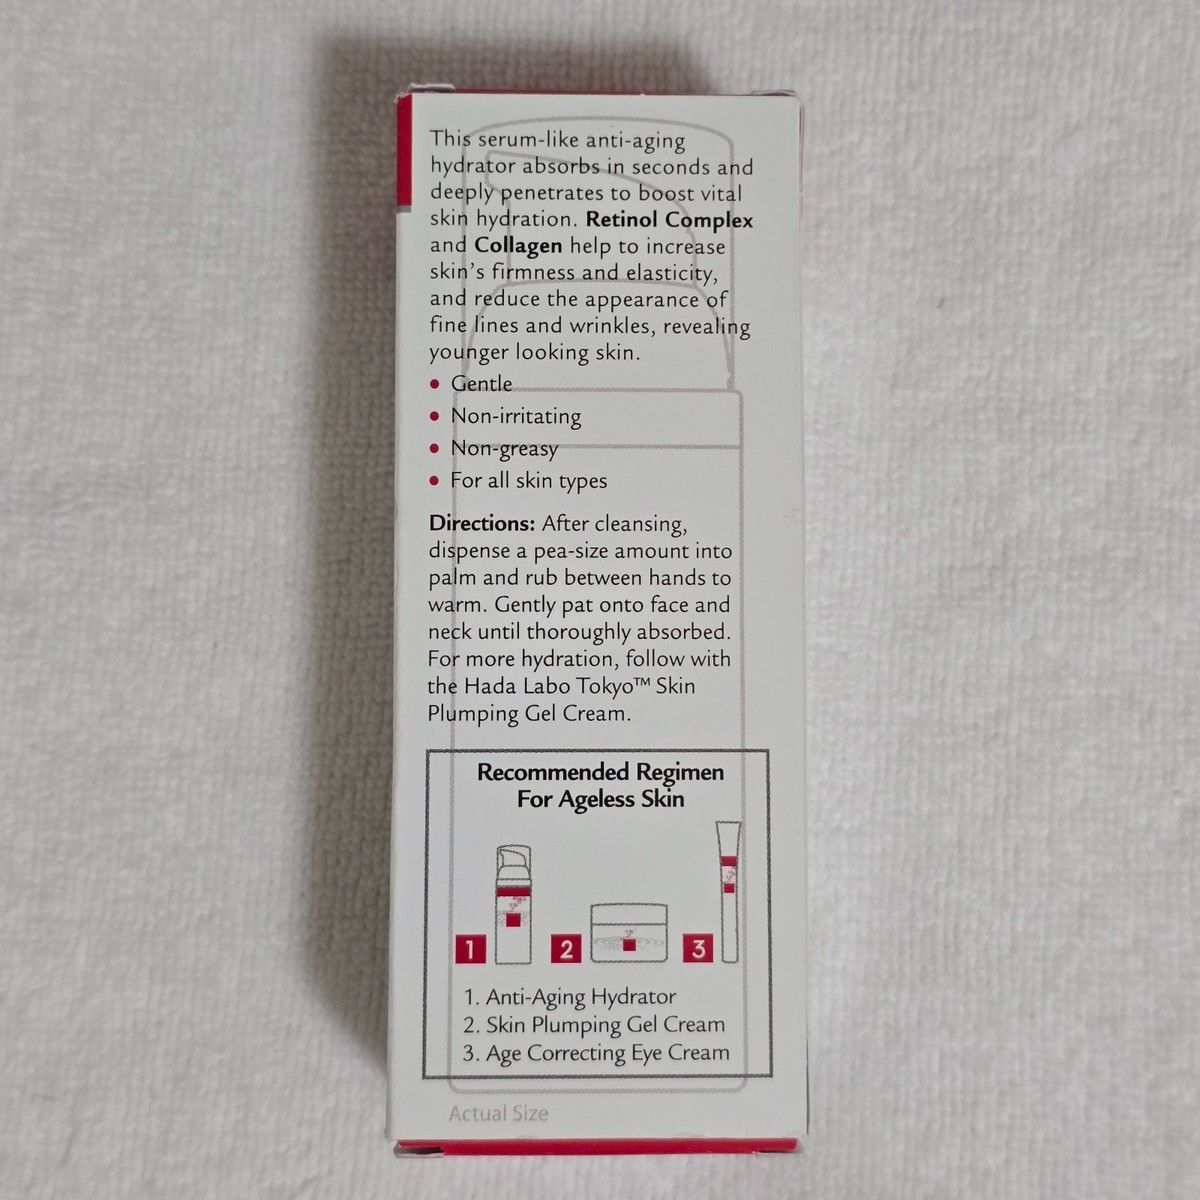 This serum-like anti-aging
hydrator absorbs in seconds and
deeply penetrates to boost vital
skin hydration. Retinol Complex
and Collagen help to increase
skin's firmness and elasticity,
and reduce the appearance of
fine lines and wrinkles, revealing
younger looking skin.
• Gentle
• Non-irritating
• Non-greasy
• For all skin types
Directions: After cleansing,
dispense a pea-size amount into
palm and rub between hands to
warm. Gently pat onto face and
neck until thoroughly absorbed.
For more hydration, follow with
the Hada Labo Tokyo™ Skin
Plumping Gel Cream.
Recommended Regimen
For Ageless Skin
1 2 3
1. Anti-Aging Hydrator
2. Skin Plumping Gel Cream
3. Age Correcting Eye Cream
Actual Size